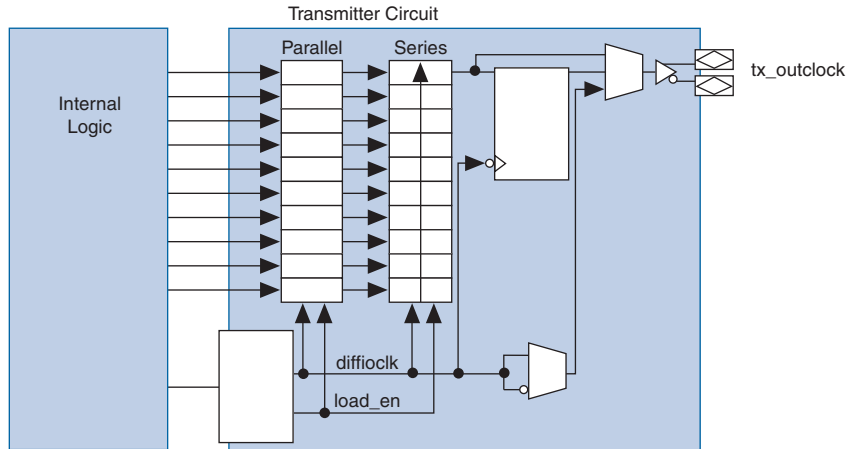 Transmitter Circuit
Parallel
Series
tx_outclock
Internal
Logic
diffioclk
load_en